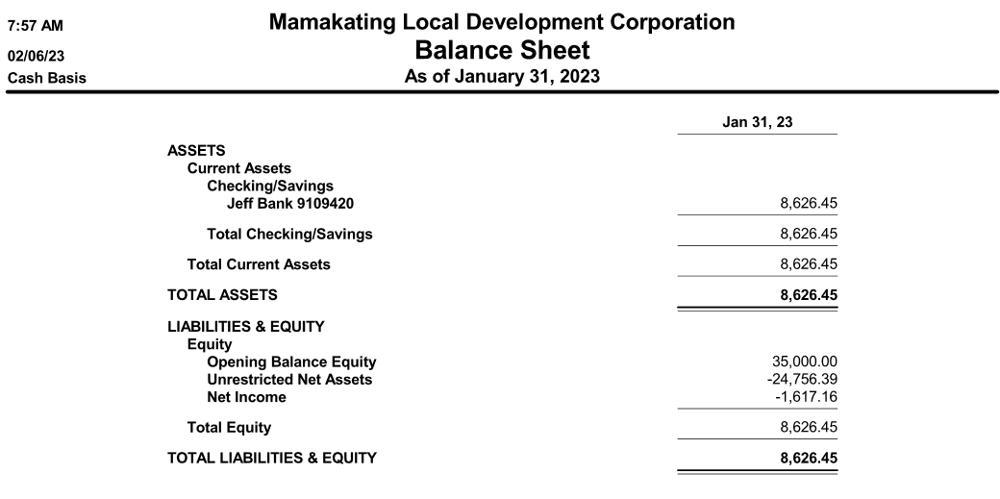 7:57 AM
Mamakating Local Development Corporation
02/06/23
Balance Sheet
Cash Basis
As of January 31, 2023
Jan 31, 23
ASSETS
Current Assets
Checking/Savings
Jeff Bank 9109420 8,626.45
Total Checking/Savings 8,626.45
Total Current Assets 8,626.45
TOTAL ASSETS 8,626.45
LIABILITIES & EQUITY
Equity
Opening Balance Equity 35,000.00
Unrestricted Net Assets -24,756.39
Net Income -1,617.16
Total Equity 8,626.45
TOTAL LIABILITIES & EQUITY 8,626.45